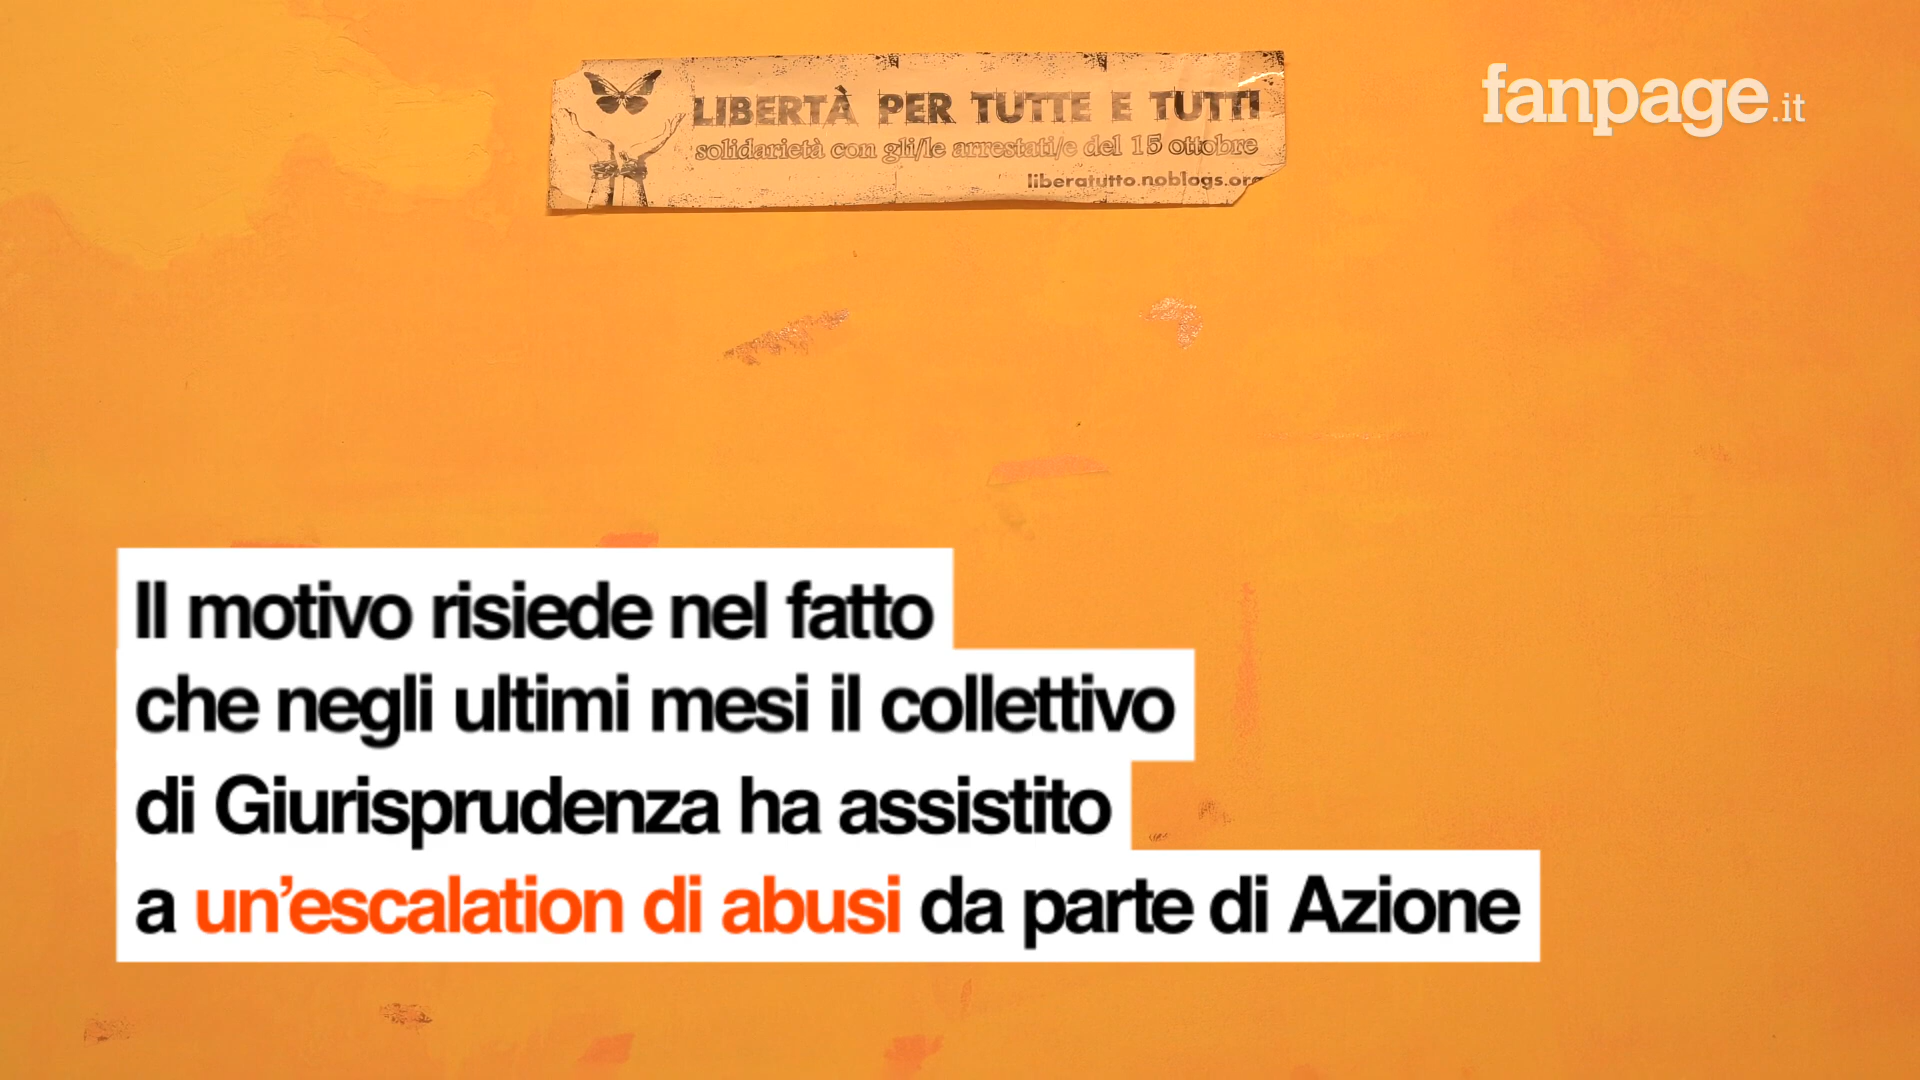 LIBERTÀ PER TUTTE E TUTTI
solidarietà con gli/le arrestati/e del 15 ottobre
liberatutto.noblogs.org
fanpage.it
Il motivo risiede nel fatto
che negli ultimi mesi il collettivo
di Giurisprudenza ha assistito
a un’escalation di abusi da parte di Azione